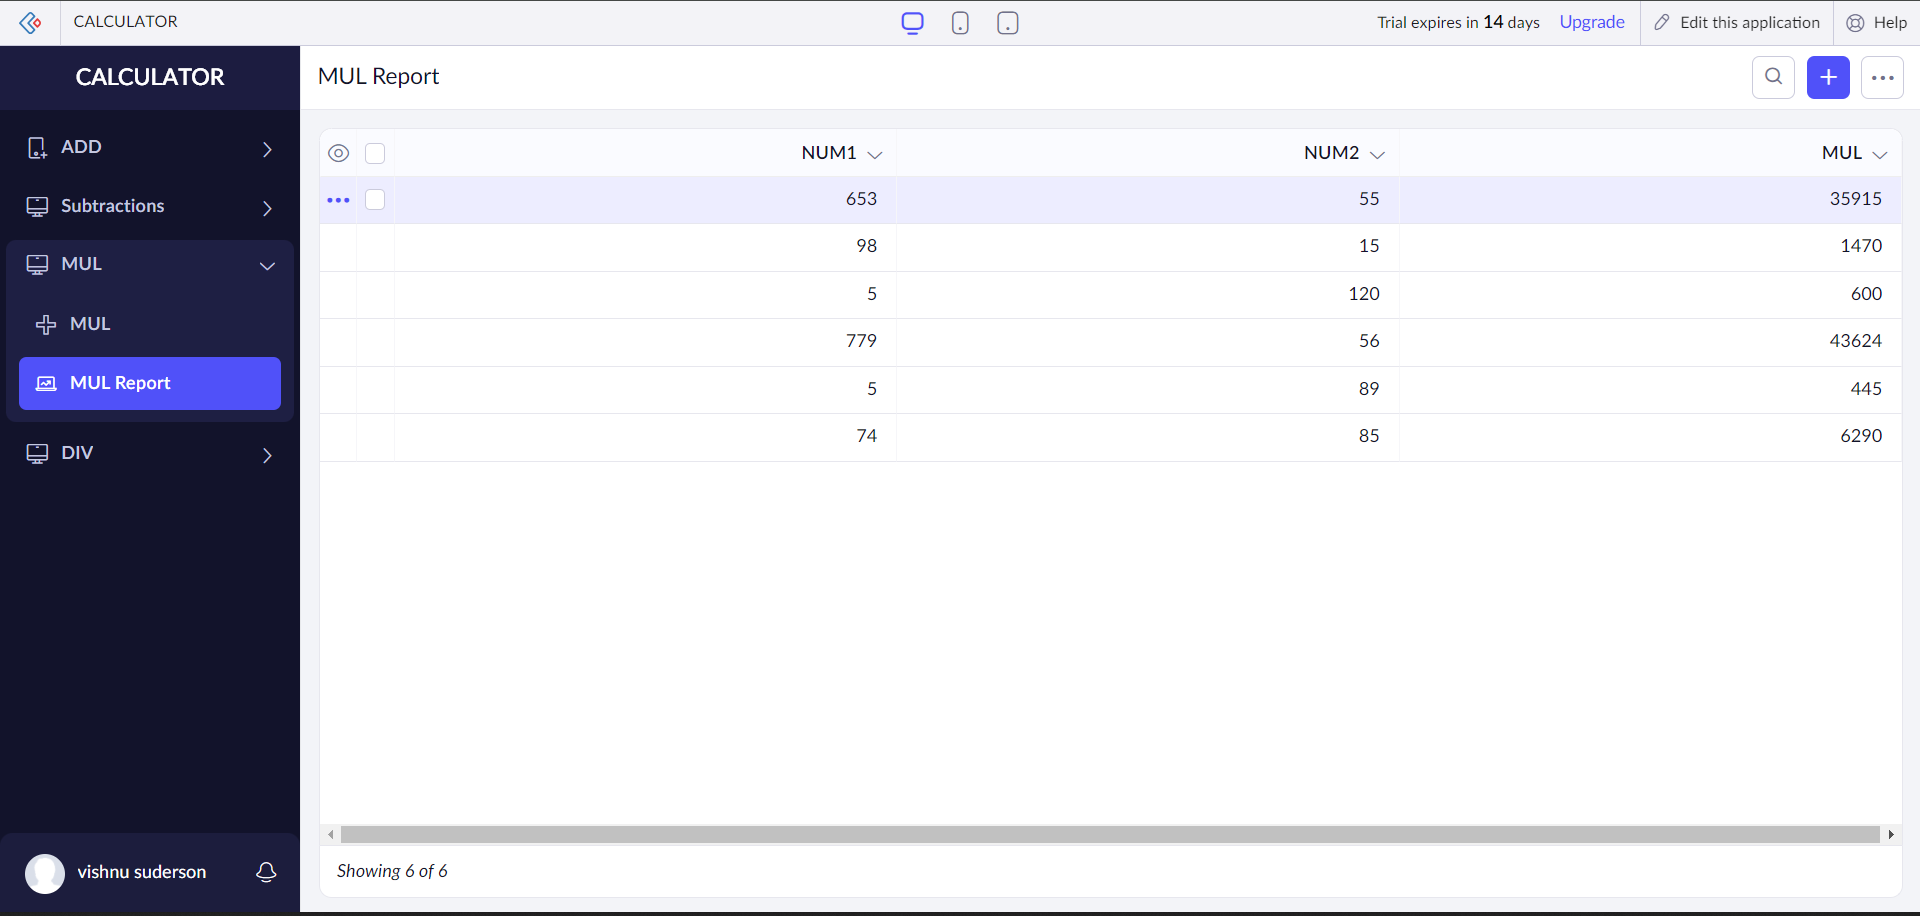 CALCULATOR
Trial expires in 14 days Upgrade Edit this application Help
CALCULATOR
ADD
Subtractions
MUL
MUL
MUL Report
DIV
vishnu suderson
MUL Report
NUM1 NUM2 MUL
653 55 35915
98 15 1470
5 120 600
779 56 43624
5 89 445
74 85 6290
Showing 6 of 6